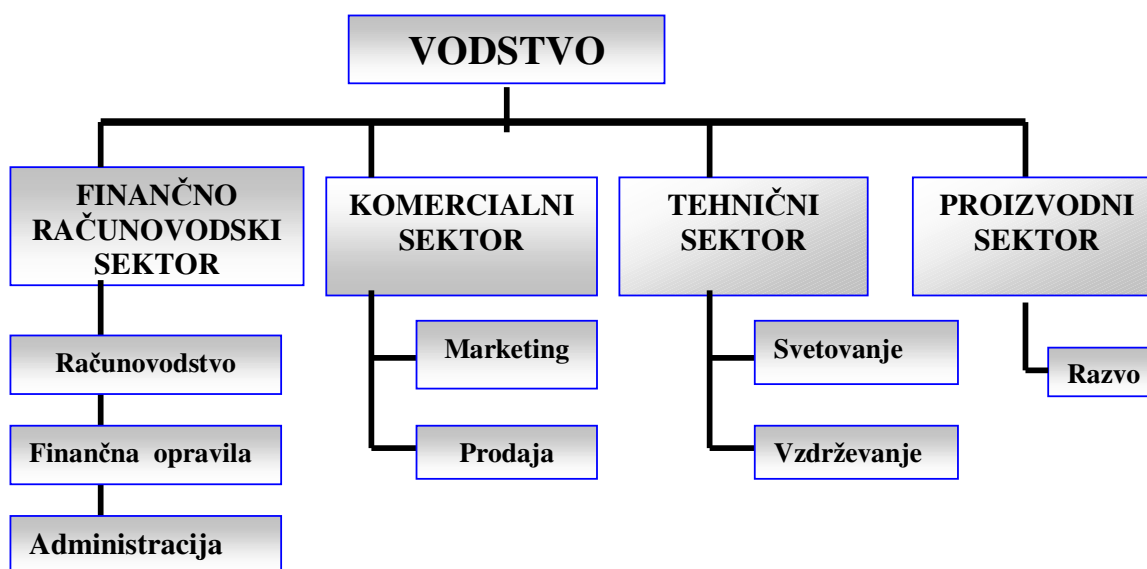 VODSTVO
FINANČNO
RAČUNOVODSKI
SEKTOR
KOMERCIALNI
SEKTOR
TEHNIČNI
SEKTOR
PROIZVODNI
SEKTOR
Računovodstvo
Finančna opravila
Administracija
Marketing
Prodaja
Svetovanje
Vzdrževanje
Razvo